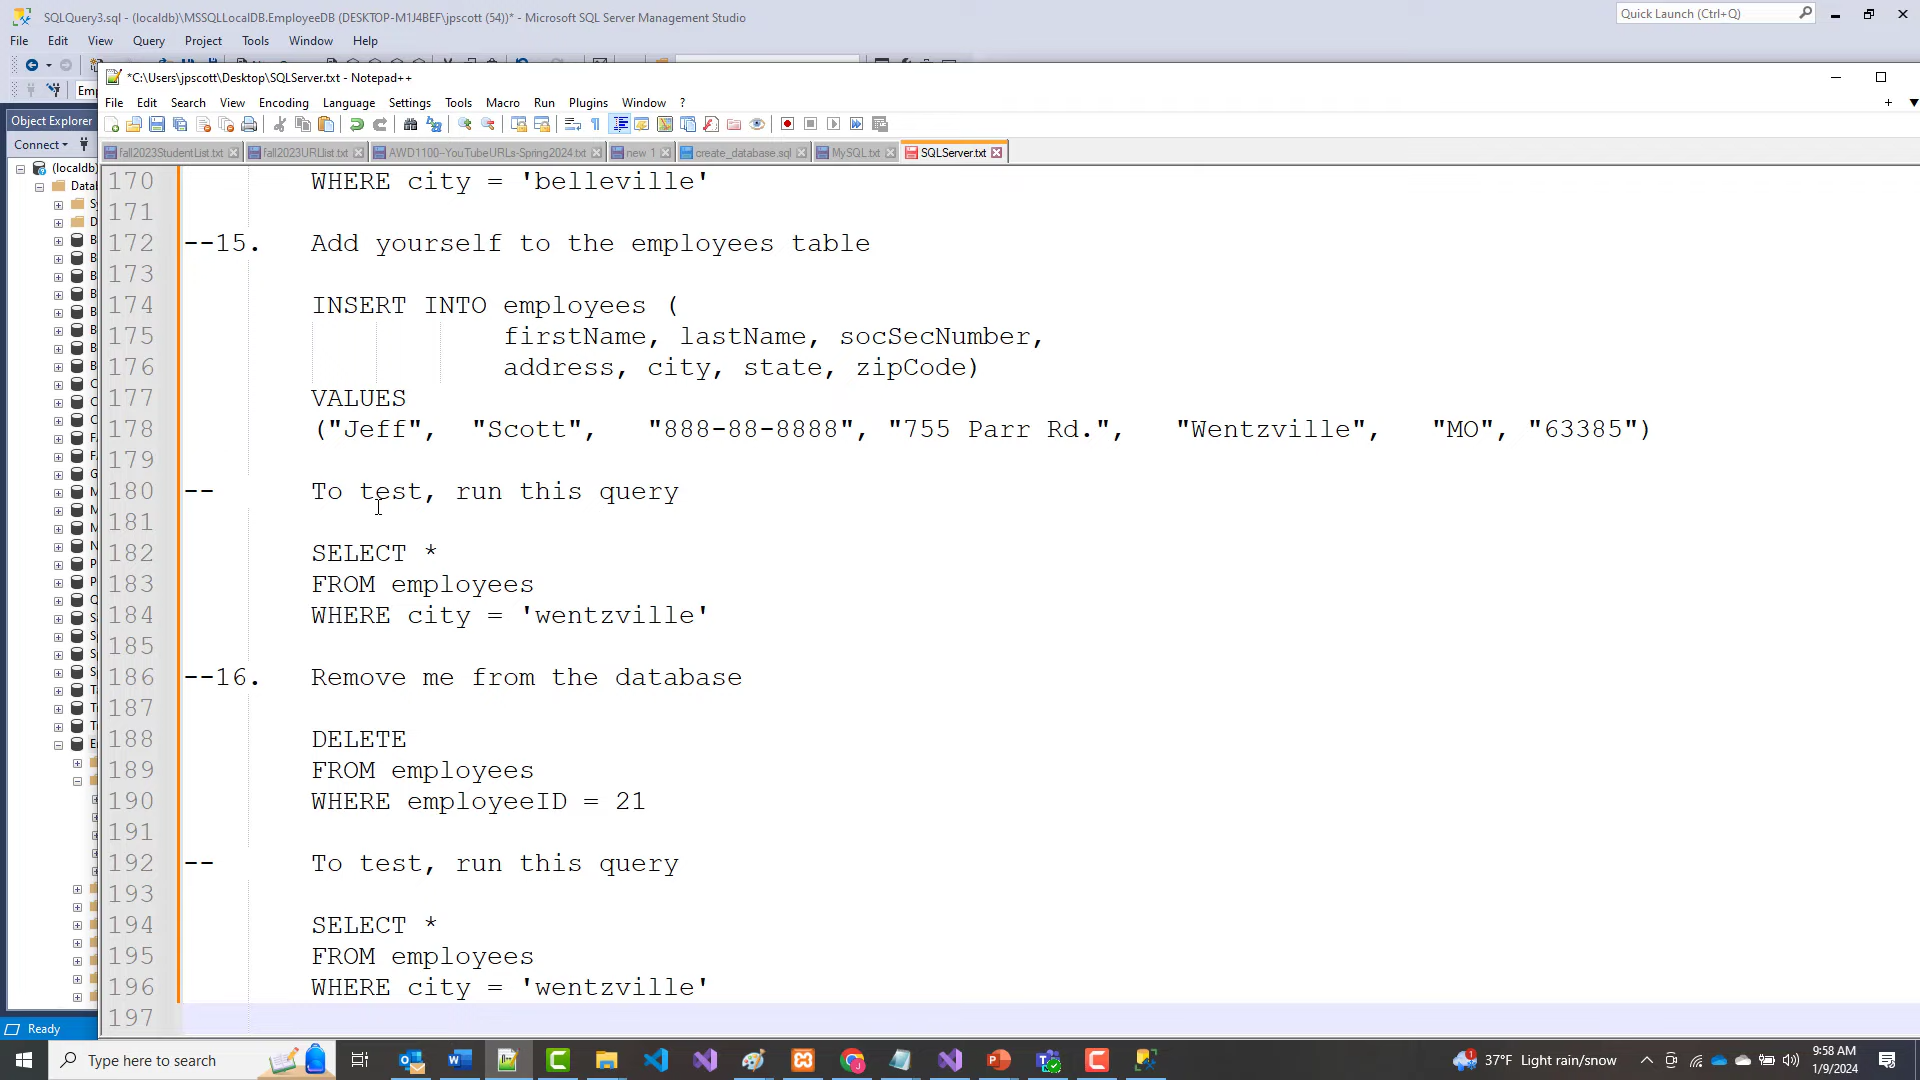 SQLQuery3.sql - (localdb)\MSSQLLocalDB.EmployeeDB (DESKTOP-M1J4BEF\jpscott (54))* - Microsoft SQL Server Management Studio
Quick Launch (Ctrl+Q)
File Edit View Query Project Tools Window Help
*C:\Users\jpscott\Desktop\SQLServer.txt - Notepad++
File Edit Search View Encoding Language Settings Tools Macro Run Plugins Window ?
Object Explorer
Connect
fall2023StudentList.txt fall2023URLlist.txt AWD1100-YouTubeURLs-Spring2024.txt new 1 create_database.sql MySQL.txt SQLServer.txt
(localdb)
170 WHERE city = 'belleville'
171
172 --15. Add yourself to the employees table
173
174 INSERT INTO employees (
175 firstName, lastName, socSecNumber,
176 address, city, state, zipCode)
177 VALUES
178 ("Jeff", "Scott", "888-88-8888", "755 Parr Rd.", "Wentzville", "MO", "63385")
179
180 -- To test, run this query
181
182 SELECT *
183 FROM employees
184 WHERE city = 'wentzville'
185
186 --16. Remove me from the database
187
188 DELETE
189 FROM employees
190 WHERE employeeID = 21
191
192 -- To test, run this query
193
194 SELECT *
195 FROM employees
196 WHERE city = 'wentzville'
197
Ready
Type here to search
37°F Light rain/snow
9:58 AM
1/9/2024